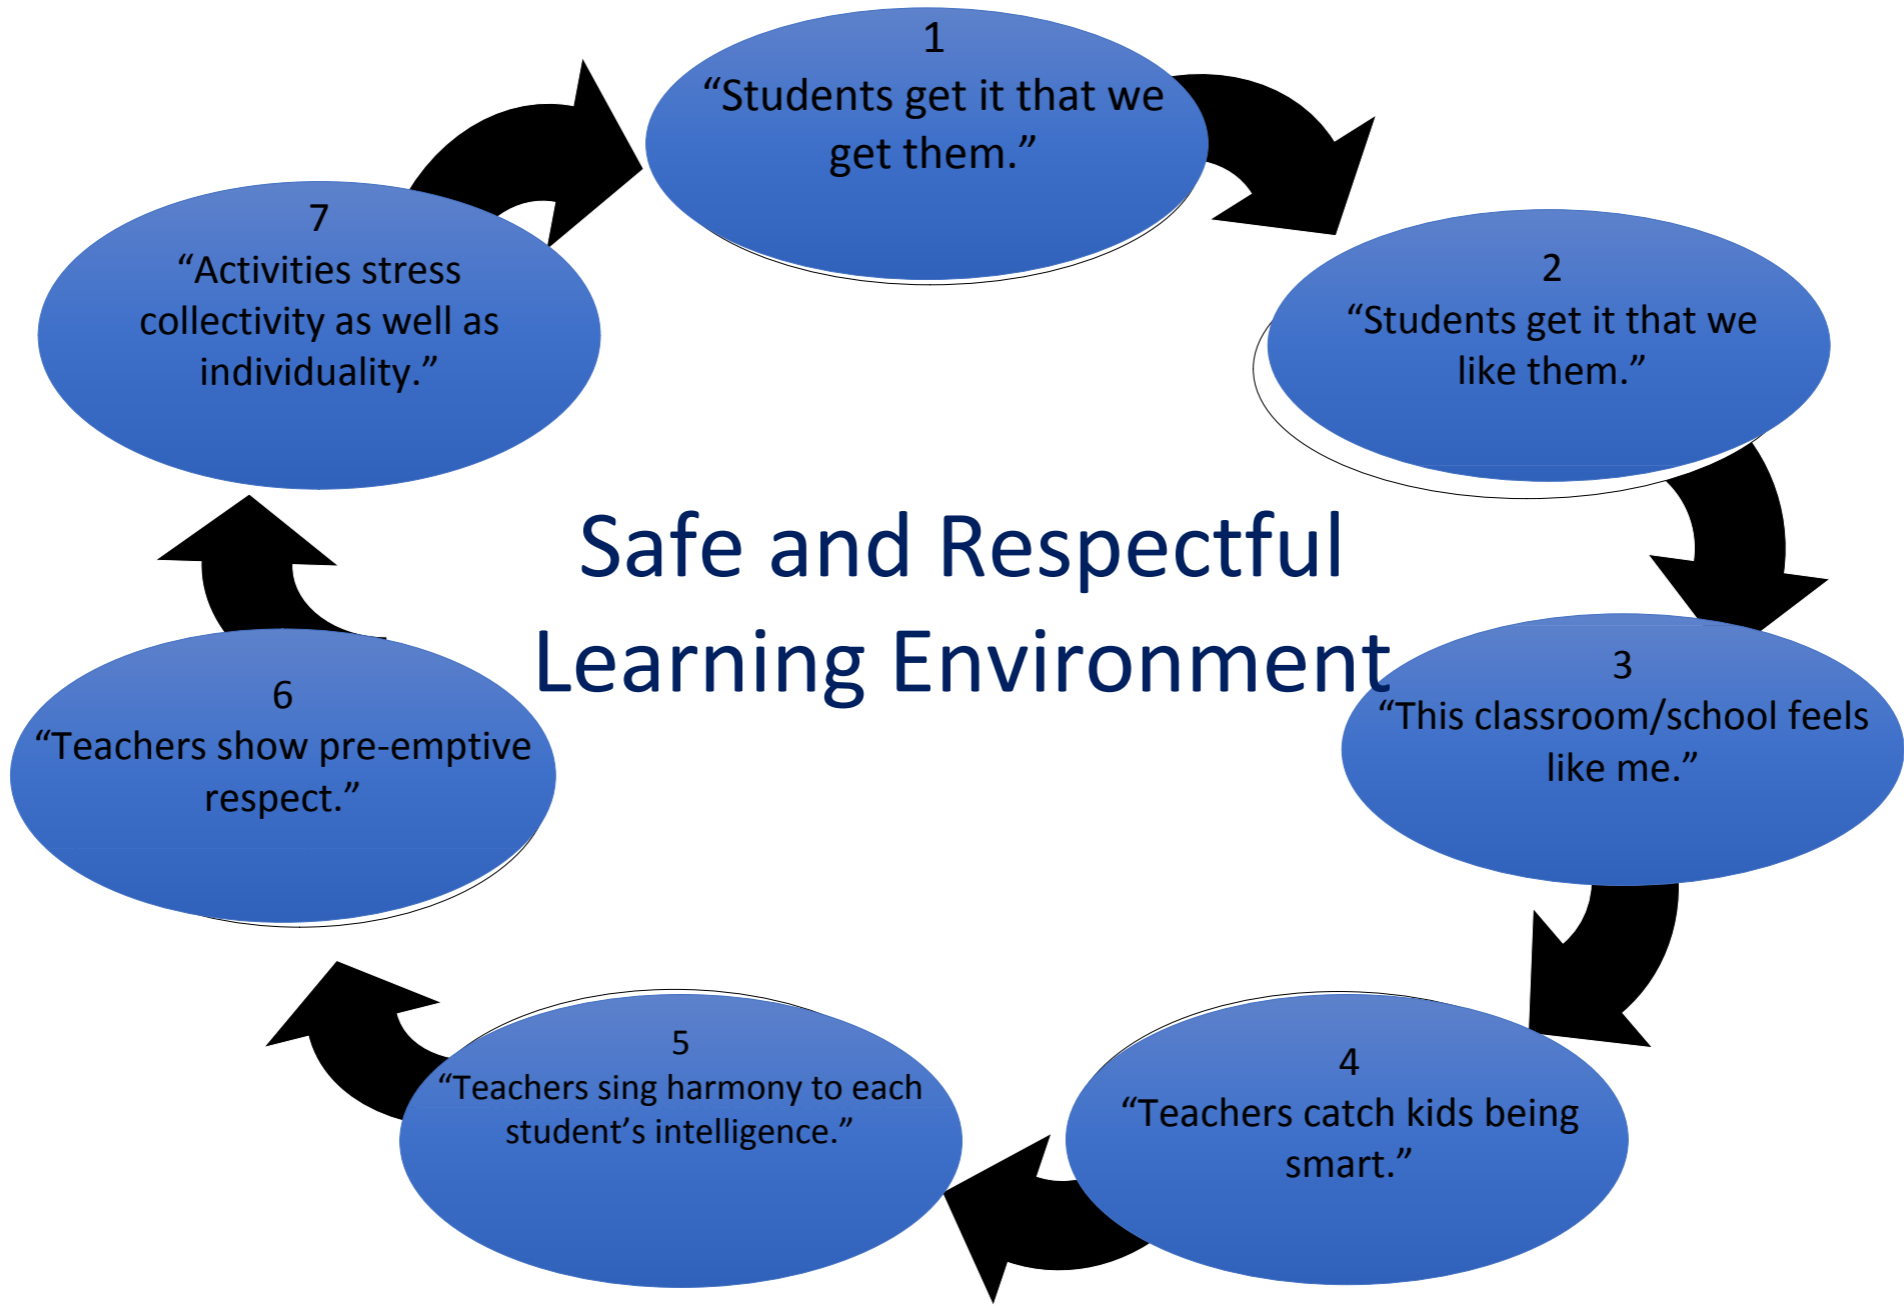 1
“Students get it that we
get them.”
2
“Students get it that we
like them.”
3
“This classroom/school feels
like me.”
4
“Teachers catch kids being
smart.”
5
“Teachers sing harmony to each
student’s intelligence.”
6
“Teachers show pre-emptive
respect.”
7
“Activities stress
collectivity as well as
individuality.”
Safe and Respectful
Learning Environment